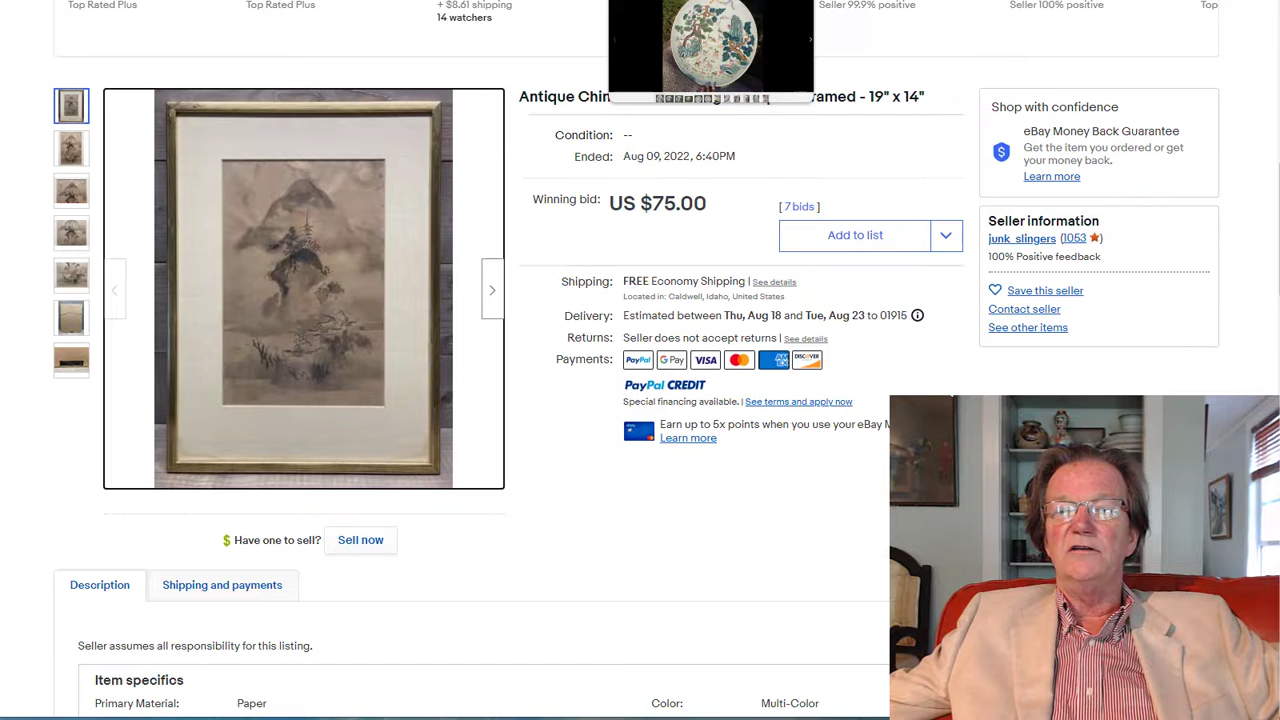 Top Rated Plus
Top Rated Plus
+ $8.61 shipping
14 watchers
Seller 99.9% positive
Seller 100% positive
Top
Antique Chin
ramed - 19" x 14"
Condition: --
Ended: Aug 09, 2022, 6:40PM
Winning bid: US $75.00 [ 7 bids ]
Add to list
Shipping: FREE Economy Shipping | See details
Located in: Caldwell, Idaho, United States
Delivery: Estimated between Thu, Aug 18 and Tue, Aug 23 to 01915
Returns: Seller does not accept returns | See details
Payments: PayPal G Pay VISA MasterCard DISCOVER
PayPal CREDIT
Special financing available. | See terms and apply now
Earn up to 5x points when you use your eBay M
Learn more
Shop with confidence
eBay Money Back Guarantee
Get the item you ordered or get
your money back.
Learn more
Seller information
junk_slingers (1053)
100% Positive feedback
Save this seller
Contact seller
See other items
$ Have one to sell? Sell now
Description
Shipping and payments
Seller assumes all responsibility for this listing.
Item specifics
Primary Material: Paper
Color: Multi-Color